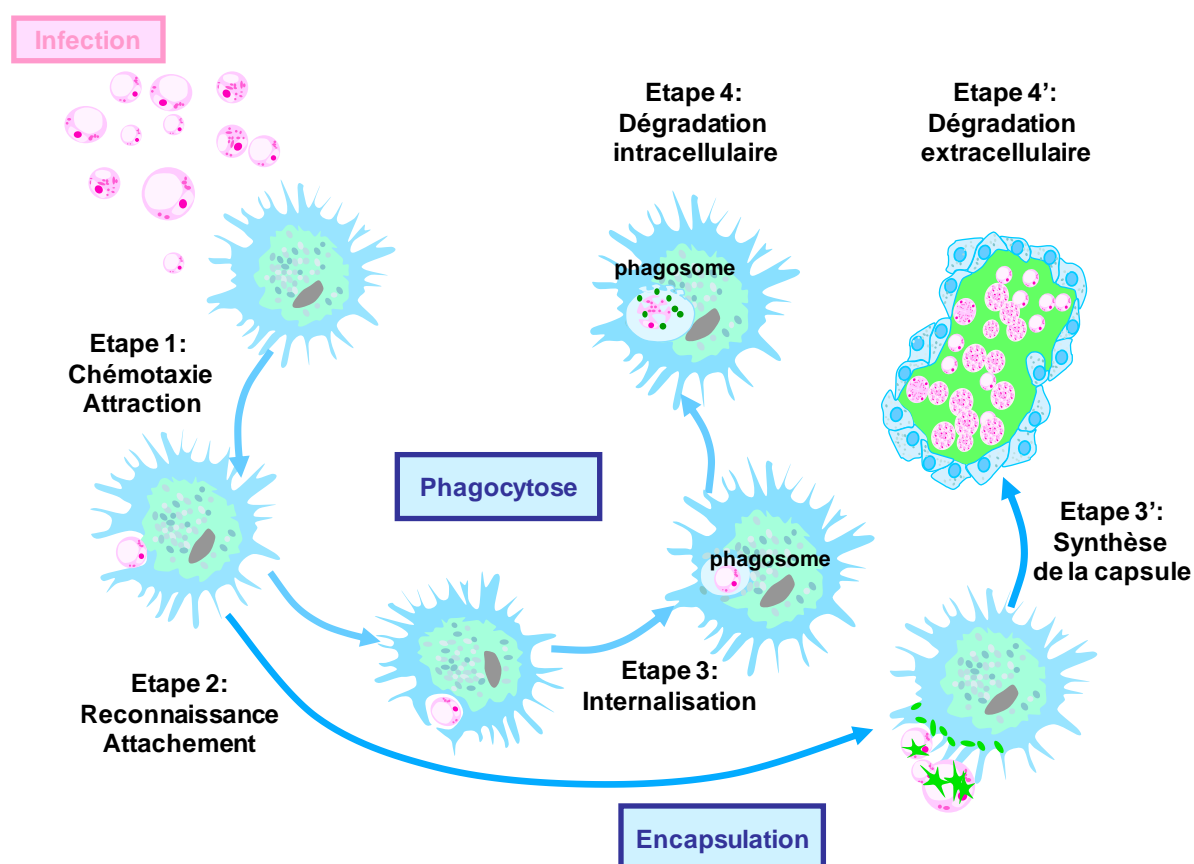 Infection
Etape 4:
Dégradation
intracellulaire
Etape 4’:
Dégradation
extracellulaire
phagosome
Etape 1:
Chémotaxie
Attraction
Phagocytose
Etape 3’:
Synthèse
de la capsule
phagosome
Etape 2:
Reconnaissance
Attachement
Etape 3:
Internalisation
Encapsulation